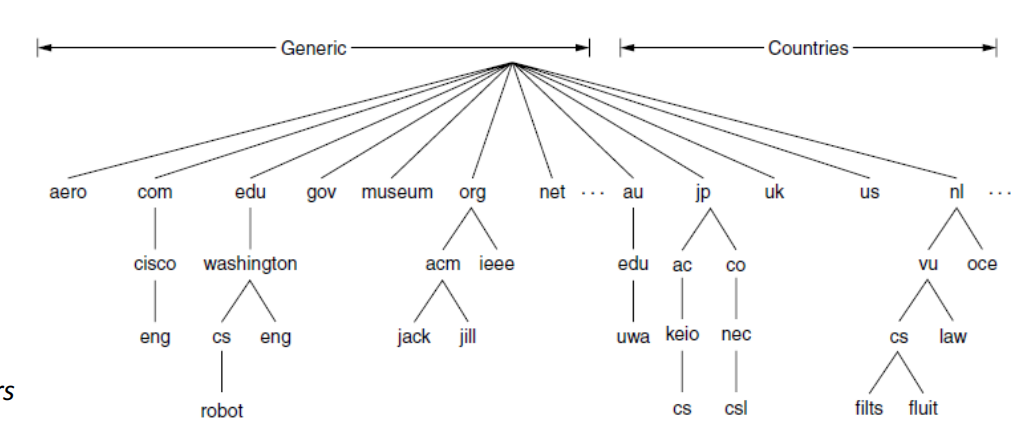 Generic Countries
aero com edu gov museum org net ... au jp uk us nl ...
cisco washington acm ieee edu ac co vu oce
eng cs eng jack jill uwa keio nec cs law
rs
robot cs csl filts fluit